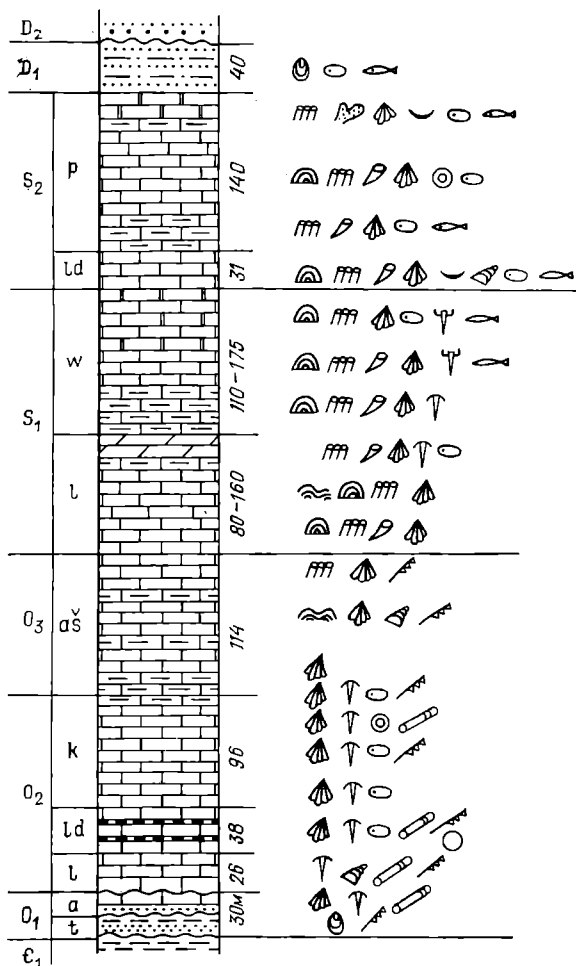 D₂
D₁ 40
S₂ p 140
ld 31
S₁ w 110–175
l 80–160
O₃ aš 114
O₂ k 96
ld 38
l 26
O₁ a 30м
t
Є₁